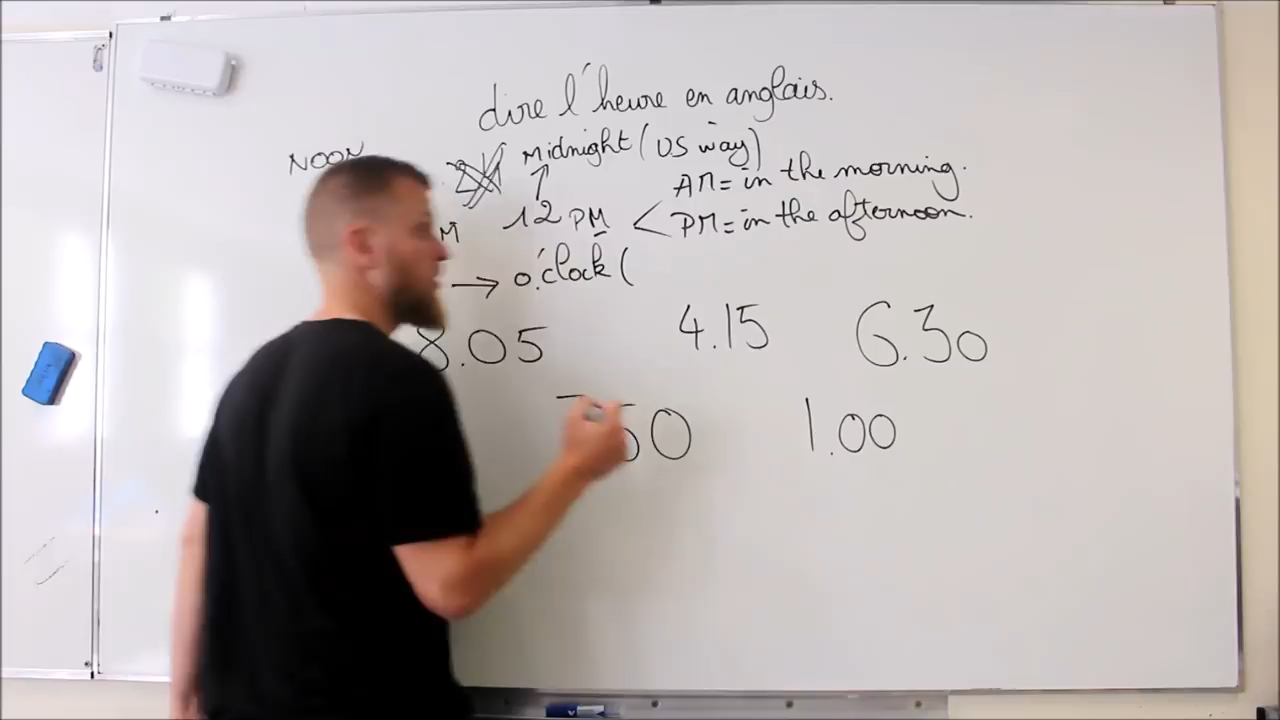 dire l'heure en anglais.
NOON
Midnight (US way)
AM = in the morning.
M 12 PM < PM = in the afternoon.
→ o'clock (
8.05 4.15 6.30
1.00